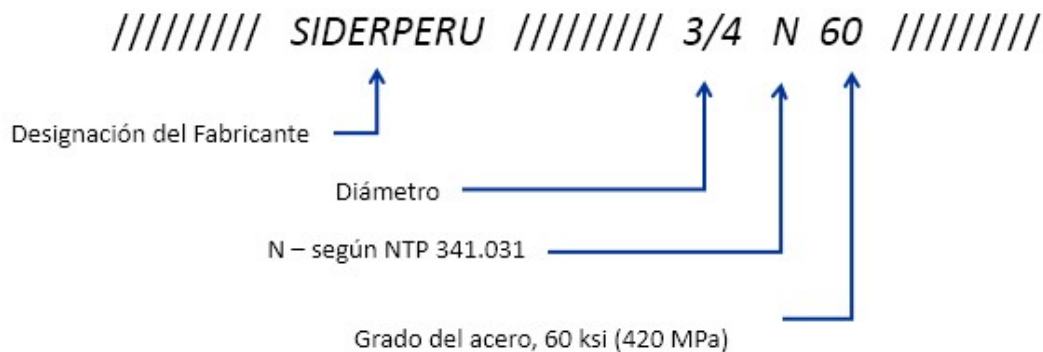 ///////// SIDERPERU ///////// 3/4 N 60 /////////
Designación del Fabricante
Diámetro
N – según NTP 341.031
Grado del acero, 60 ksi (420 MPa)